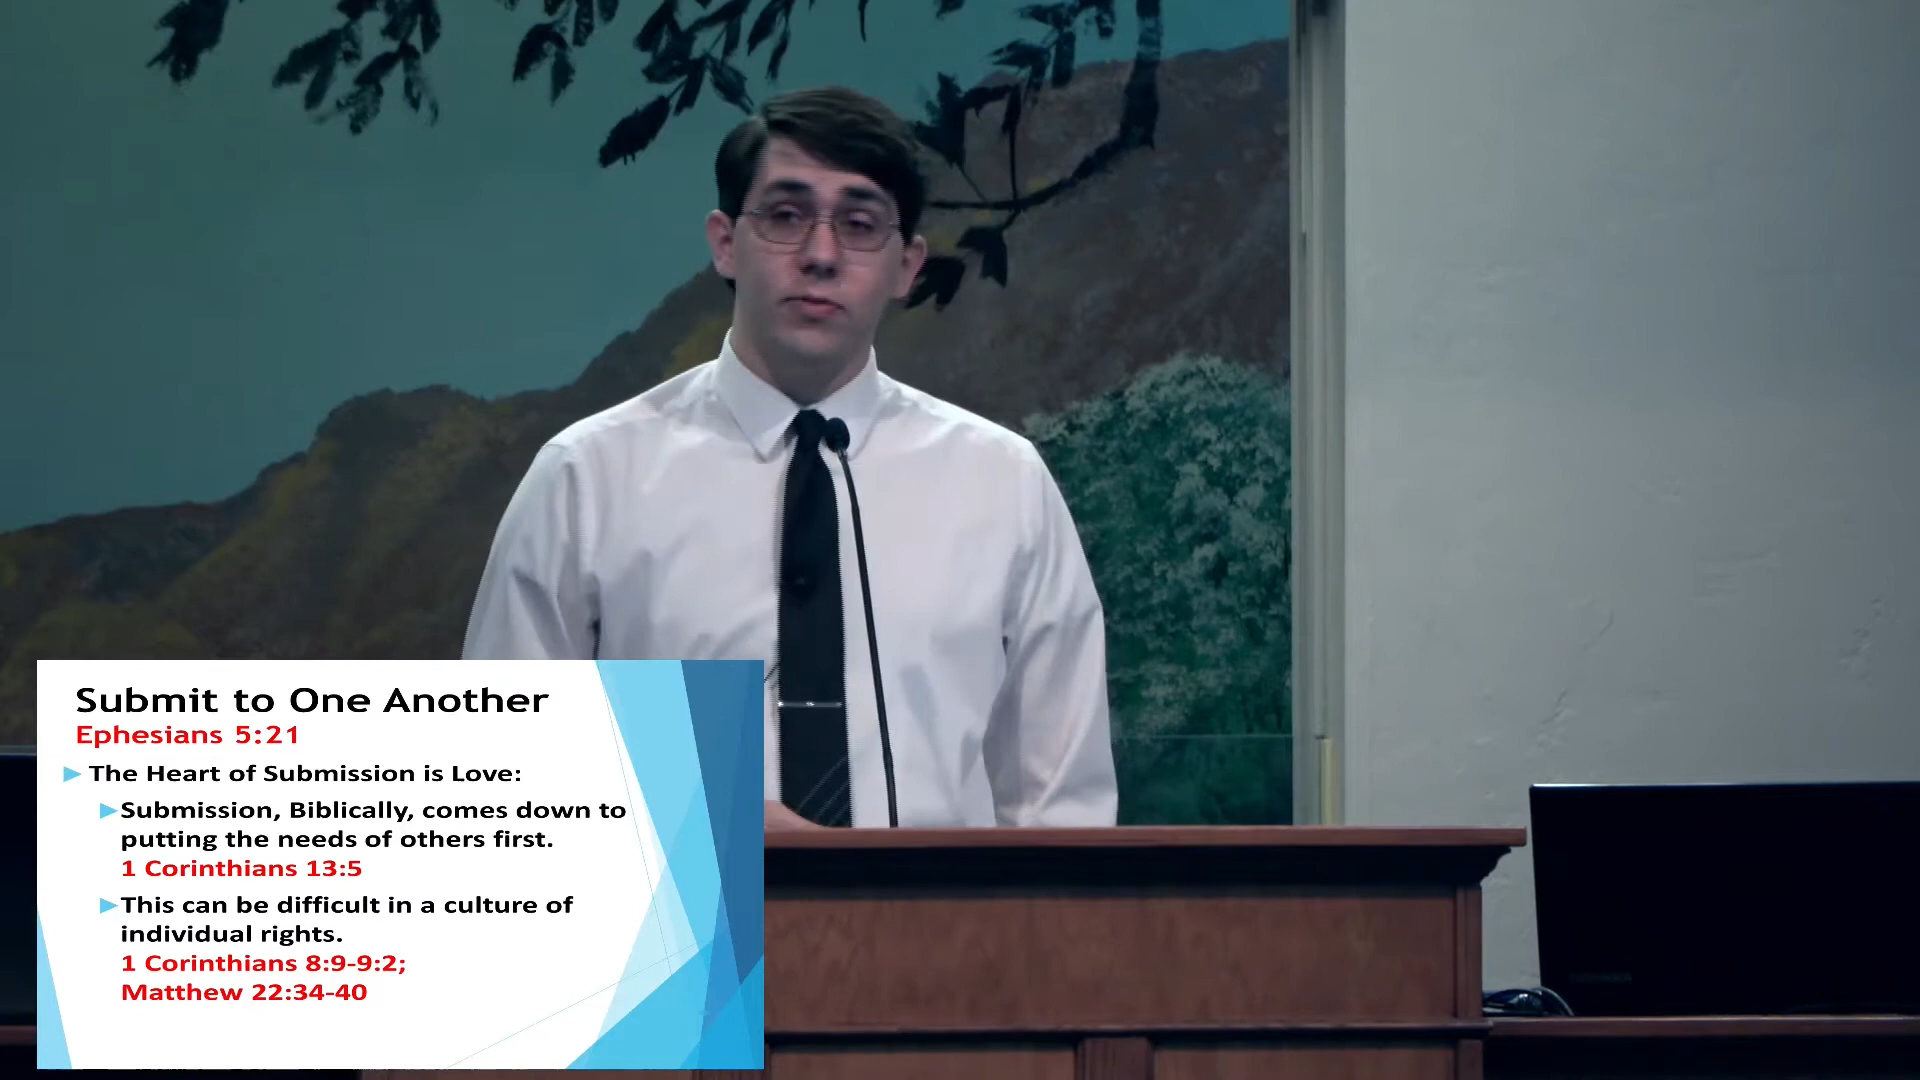 Submit to One Another
Ephesians 5:21
The Heart of Submission is Love:
Submission, Biblically, comes down to
putting the needs of others first.
1 Corinthians 13:5
This can be difficult in a culture of
individual rights.
1 Corinthians 8:9-9:2;
Matthew 22:34-40